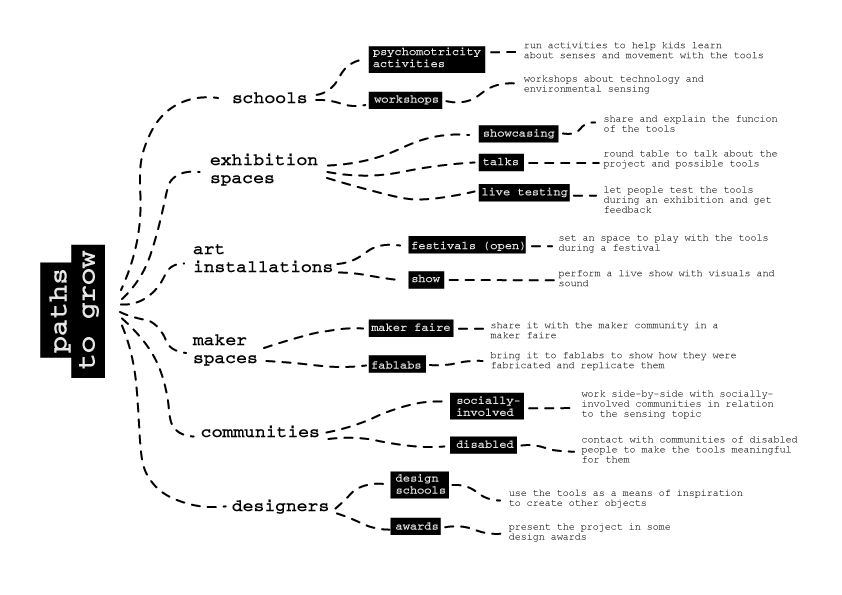 paths
to grow
schools
psychomotricity
activities
run activities to help kids learn
about senses and movement with the tools
workshops
workshops about technology and
environmental sensing
exhibition
spaces
showcasing
share and explain the funcion
of the tools
talks
round table to talk about the
project and possible tools
live testing
let people test the tools
during an exhibition and get
feedback
art
installations
festivals (open)
set an space to play with the tools
during a festival
show
perform a live show with visuals and
sound
maker
spaces
maker faire
share it with the maker community in a
maker faire
fablabs
bring it to fablabs to show how they were
fabricated and replicate them
communities
socially-
involved
work side-by-side with socially-
involved communities in relation
to the sensing topic
disabled
contact with communities of disabled
people to make the tools meaningful
for them
designers
design
schools
use the tools as a means of inspiration
to create other objects
awards
present the project in some
design awards